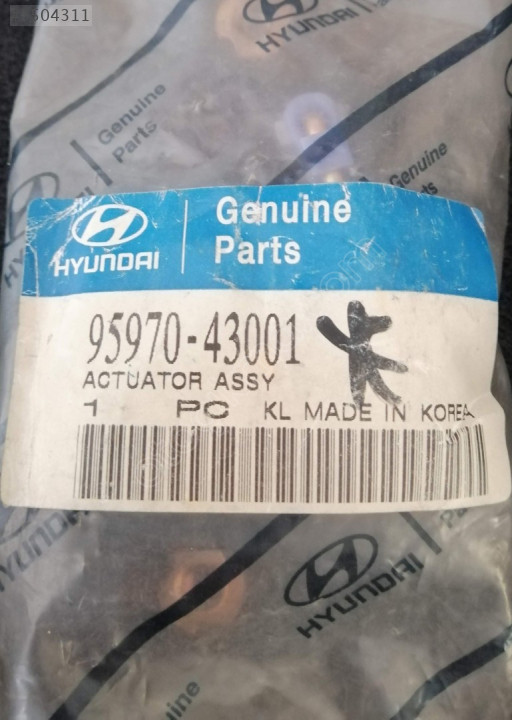 504311
HYUNDAI
Genuine
Parts
Genuine
HYUNDAI
Genuine
Parts
95970-43001
ACTUATOR ASSY
1 PC KL MADE IN KOREA
HYUNDAI
HYUNDAI